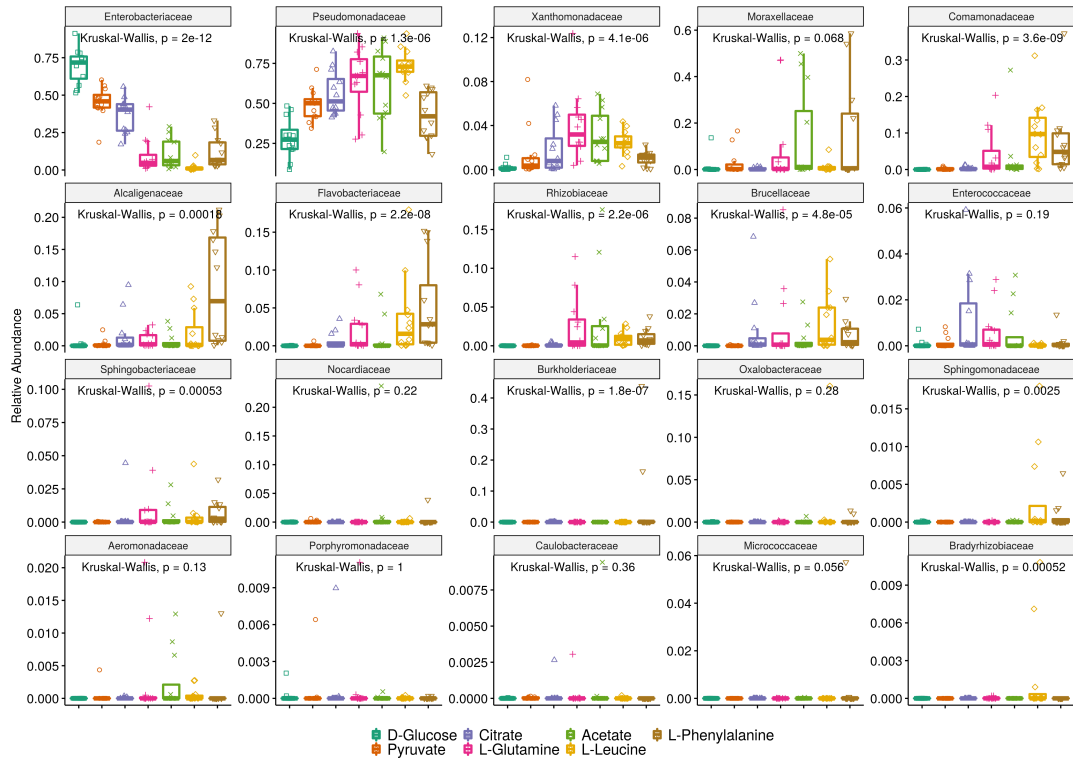 Enterobacteriaceae
Pseudomonadaceae
Xanthomonadaceae
Moraxellaceae
Comamonadaceae
Kruskal-Wallis, p = 2e-12
Kruskal-Wallis, p = 1.3e-06
Kruskal-Wallis, p = 4.1e-06
Kruskal-Wallis, p = 0.068
Kruskal-Wallis, p = 3.6e-09
0.75
0.50
0.25
0.00
0.75
0.50
0.25
0.12
0.08
0.04
0.00
0.6
0.4
0.2
0.0
0.3
0.2
0.1
0.0
Alcaligenaceae
Flavobacteriaceae
Rhizobiaceae
Brucellaceae
Enterococcaceae
Kruskal-Wallis, p = 0.00018
Kruskal-Wallis, p = 2.2e-08
Kruskal-Wallis, p = 2.2e-06
Kruskal-Wallis, p = 4.8e-05
Kruskal-Wallis, p = 0.19
0.20
0.15
0.10
0.05
0.00
0.15
0.10
0.05
0.00
0.15
0.10
0.05
0.00
0.08
0.06
0.04
0.02
0.00
0.06
0.04
0.02
0.00
Relative Abundance
Sphingobacteriaceae
Nocardiaceae
Burkholderiaceae
Oxalobacteraceae
Sphingomonadaceae
Kruskal-Wallis, p = 0.00053
Kruskal-Wallis, p = 0.22
Kruskal-Wallis, p = 1.8e-07
Kruskal-Wallis, p = 0.28
Kruskal-Wallis, p = 0.0025
0.100
0.075
0.050
0.025
0.000
0.20
0.15
0.10
0.05
0.00
0.4
0.3
0.2
0.1
0.0
0.15
0.10
0.05
0.00
0.015
0.010
0.005
0.000
Aeromonadaceae
Porphyromonadaceae
Caulobacteraceae
Micrococcaceae
Bradyrhizobiaceae
Kruskal-Wallis, p = 0.13
Kruskal-Wallis, p = 1
Kruskal-Wallis, p = 0.36
Kruskal-Wallis, p = 0.056
Kruskal-Wallis, p = 0.00052
0.020
0.015
0.010
0.005
0.000
0.009
0.006
0.003
0.000
0.0075
0.0050
0.0025
0.0000
0.06
0.04
0.02
0.00
0.009
0.006
0.003
0.000
D-Glucose
Citrate
Acetate
L-Phenylalanine
Pyruvate
L-Glutamine
L-Leucine